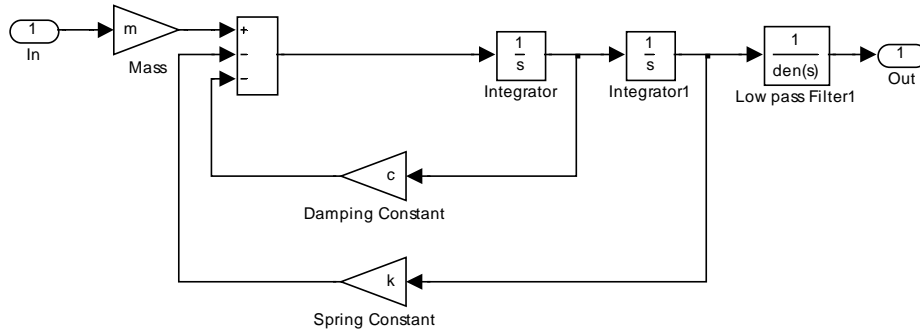 1
In
m
Mass
+
−
−
1
s
Integrator
1
s
Integrator1
1
den(s)
Low pass Filter1
1
Out
c
Damping Constant
k
Spring Constant